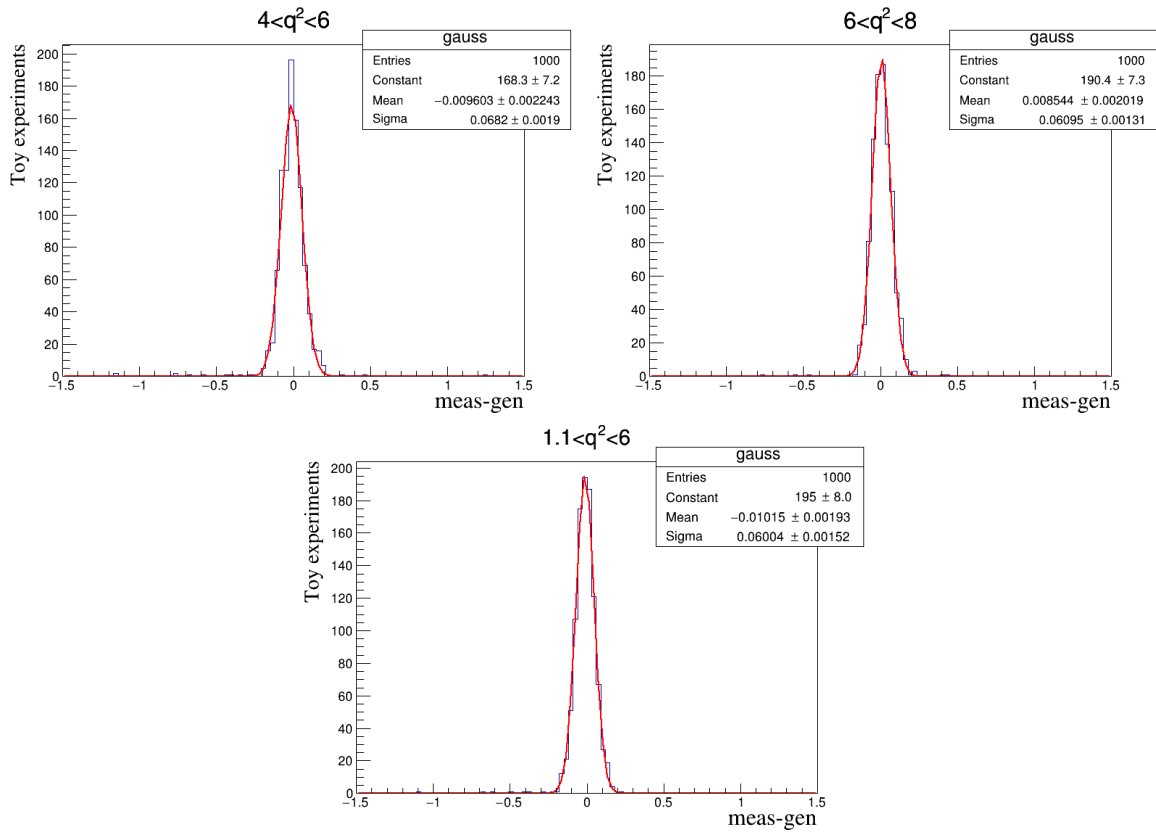 4<q²<6
gauss
Entries 1000
Constant 168.3 ± 7.2
Mean −0.009603 ± 0.002243
Sigma 0.0682 ± 0.0019
Toy experiments
200
180
160
140
120
100
80
60
40
20
0
−1.5 −1 −0.5 0 0.5 1 1.5
meas-gen
6<q²<8
gauss
Entries 1000
Constant 190.4 ± 7.3
Mean 0.008544 ± 0.002019
Sigma 0.06095 ± 0.00131
Toy experiments
180
160
140
120
100
80
60
40
20
0
−1.5 −1 −0.5 0 0.5 1 1.5
meas-gen
1.1<q²<6
gauss
Entries 1000
Constant 195 ± 8.0
Mean −0.01015 ± 0.00193
Sigma 0.06004 ± 0.00152
Toy experiments
200
180
160
140
120
100
80
60
40
20
0
−1.5 −1 −0.5 0 0.5 1 1.5
meas-gen